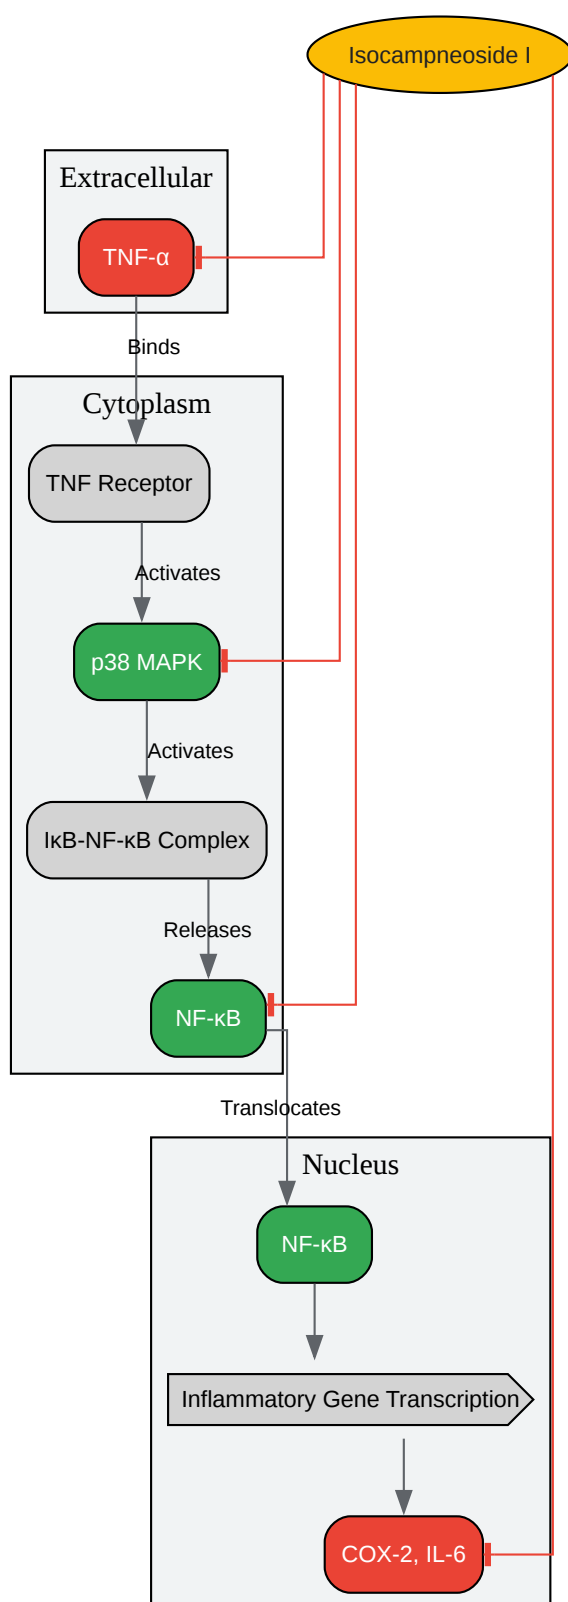 Isocampneoside I
Extracellular
TNF-α
Binds
Cytoplasm
TNF Receptor
Activates
p38 MAPK
Activates
IκB-NF-κB Complex
Releases
NF-κB
Translocates
Nucleus
NF-κB
Inflammatory Gene Transcription
COX-2, IL-6